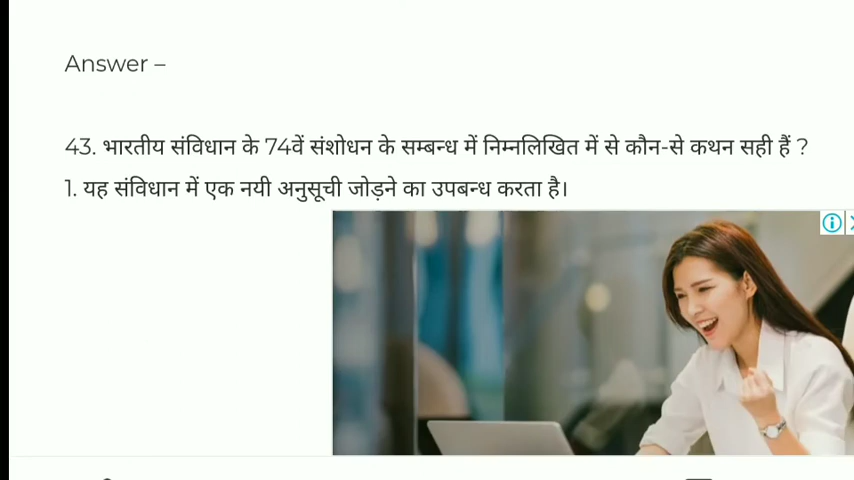 Answer –
43. भारतीय संविधान के 74वें संशोधन के सम्बन्ध में निम्नलिखित में से कौन-से कथन सही हैं ?
1. यह संविधान में एक नयी अनुसूची जोड़ने का उपबन्ध करता है।